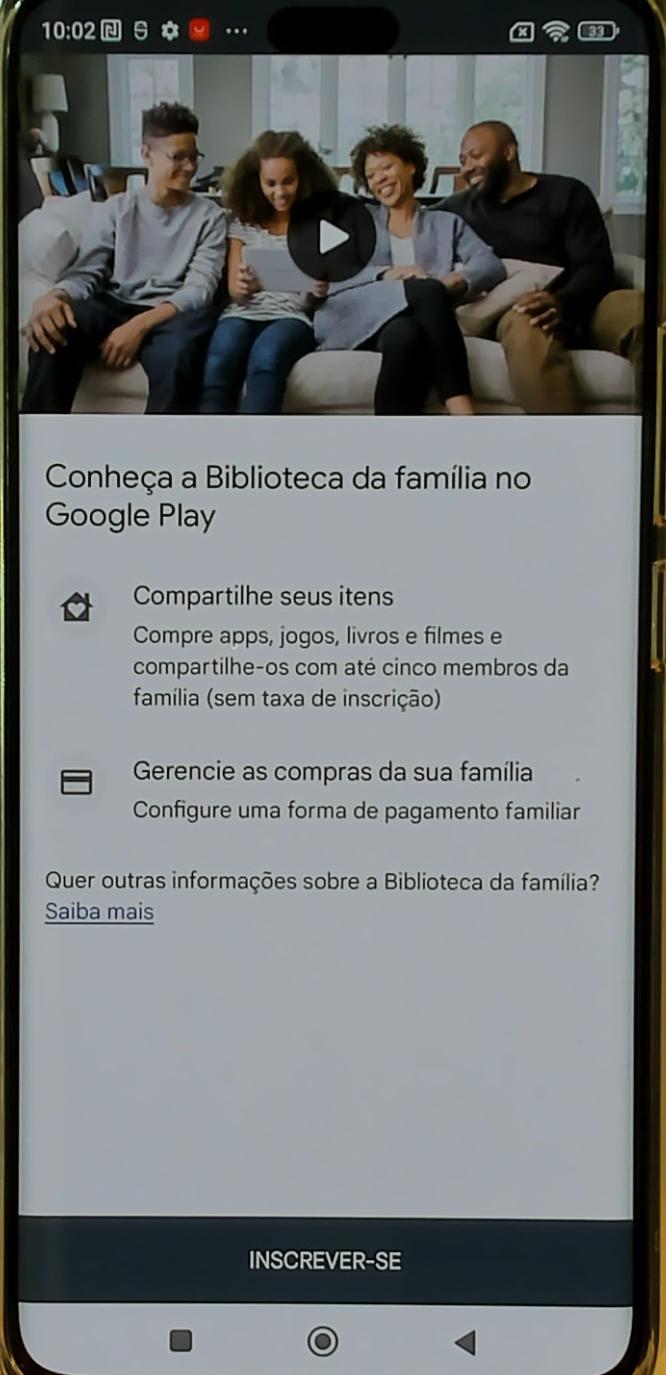 10:02
33
Conheça a Biblioteca da família no
Google Play
Compartilhe seus itens
Compre apps, jogos, livros e filmes e
compartilhe-os com até cinco membros da
família (sem taxa de inscrição)
Gerencie as compras da sua família
Configure uma forma de pagamento familiar
Quer outras informações sobre a Biblioteca da família?
Saiba mais
INSCREVER-SE